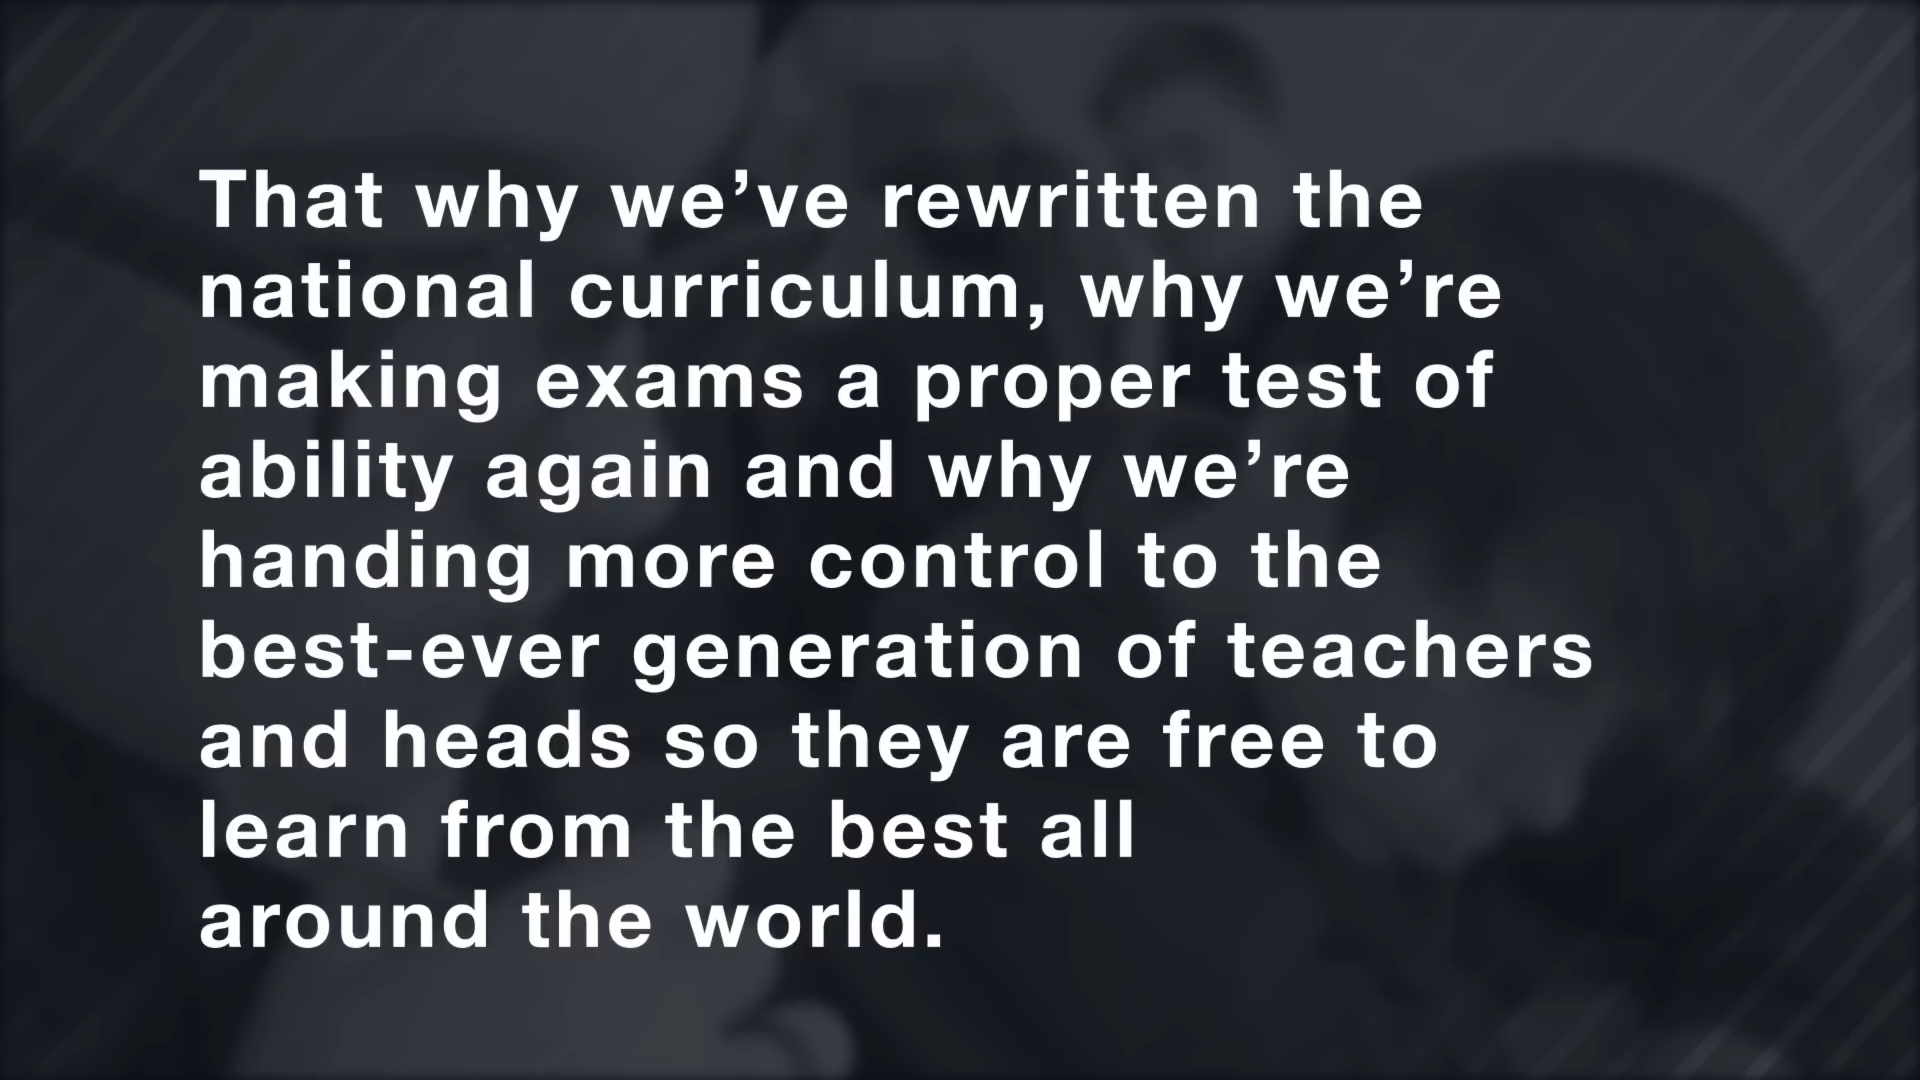 That why we’ve rewritten the
national curriculum, why we’re
making exams a proper test of
ability again and why we’re
handing more control to the
best-ever generation of teachers
and heads so they are free to
learn from the best all
around the world.